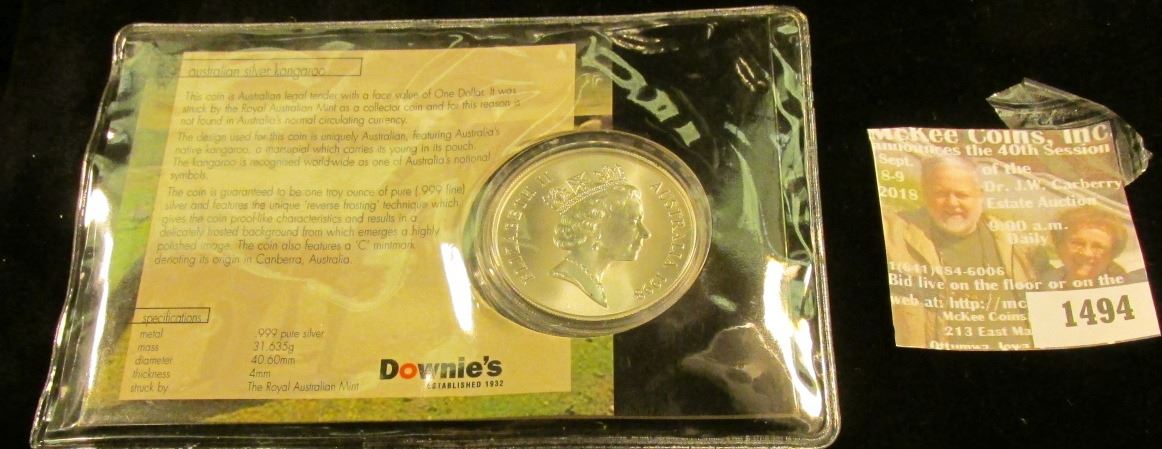 australian silver kangaroo
This coin is Australian legal tender with a face value of One Dollar. It was
struck by the Royal Australian Mint as a collector coin and for this reason is
not found in Australia's normal circulating currency.
The design used for this coin is uniquely Australian, featuring Australia's
native kangaroo, a marsupial which carries its young in its pouch.
The kangaroo is recognised world-wide as one of Australia's national
symbols.
The coin is guaranteed to be one troy ounce of pure (.999 fine)
silver and features the unique 'reverse frosting' technique which
gives the coin proof-like characteristics and results in a
delicately frosted background from which emerges a highly
polished image. The coin also features a 'C' mintmark
denoting its origin in Canberra, Australia.
specifications
metal .999 pure silver
mass 31.635g
diameter 40.60mm
thickness 4mm
struck by The Royal Australian Mint
Downie's
ESTABLISHED 1932
ELIZABETH II AUSTRALIA
McKee Coins, Inc
announces the 40th Session
Sept. of the
8-9 Dr. J.W. Carberry
2018 Estate Auction
9:00 a.m.
Daily
1(641)684-6006
Bid live on the floor or on the
web at: http://mc
McKee Coins
213 East Ma
Ottumwa, Iowa
1494